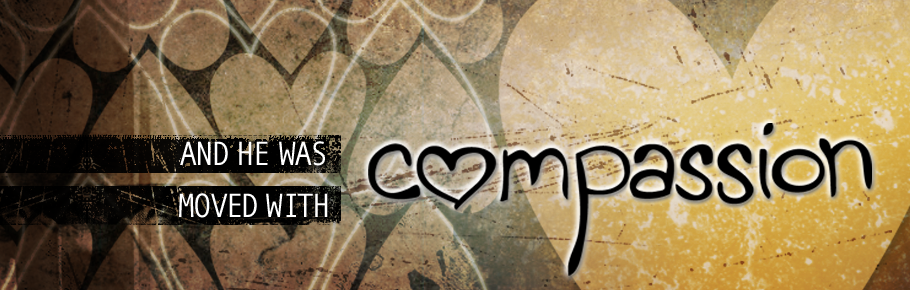 AND HE WAS
MOVED WITH
compassion